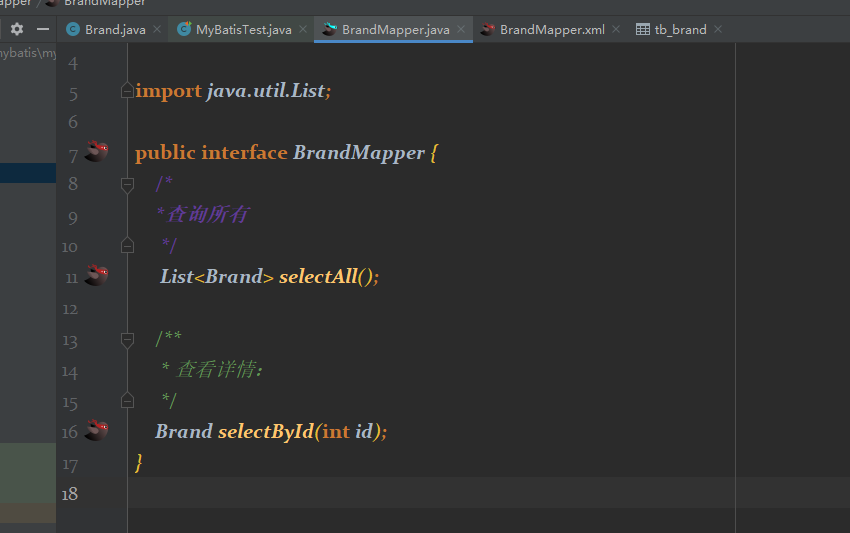 apper / BrandMapper
Brand.java × MyBatisTest.java × BrandMapper.java × BrandMapper.xml × tb_brand ×
mybatis\my
4
5 import java.util.List;
6
7 public interface BrandMapper {
8 /*
9 *查询所有
10 */
11 List<Brand> selectAll();
12
13 /**
14 * 查看详情：
15 */
16 Brand selectById(int id);
17 }
18